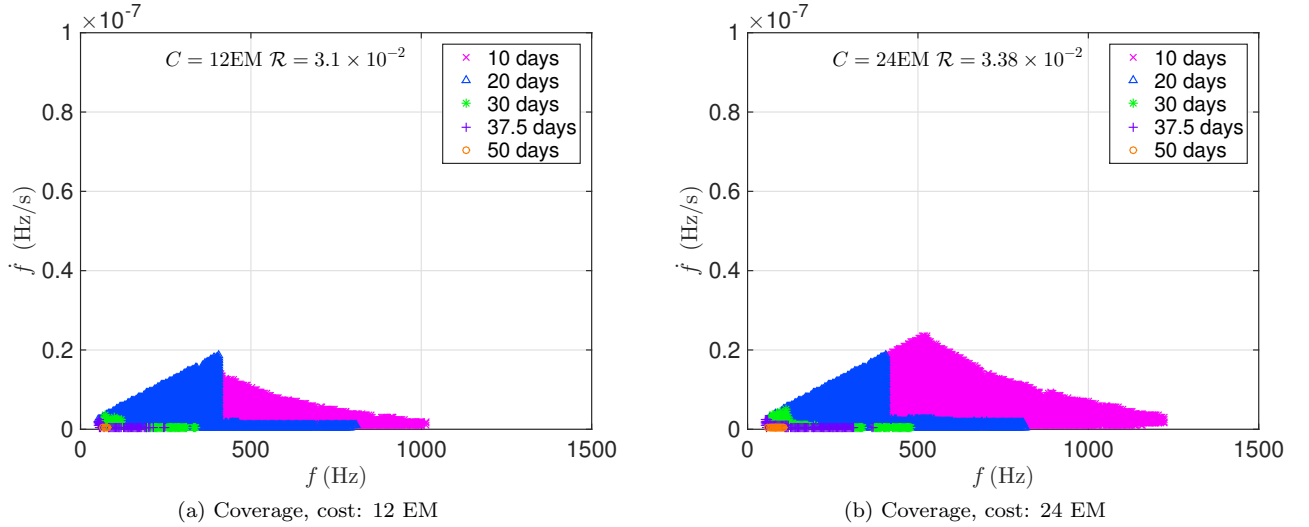 ×10⁻⁷
1
0.8
0.6
0.4
0.2
0
ḟ (Hz/s)
C = 12EM R = 3.1 × 10⁻²
10 days
20 days
30 days
37.5 days
50 days
0 500 1000 1500
f (Hz)
(a) Coverage, cost: 12 EM
×10⁻⁷
1
0.8
0.6
0.4
0.2
0
ḟ (Hz/s)
C = 24EM R = 3.38 × 10⁻²
10 days
20 days
30 days
37.5 days
50 days
0 500 1000 1500
f (Hz)
(b) Coverage, cost: 24 EM